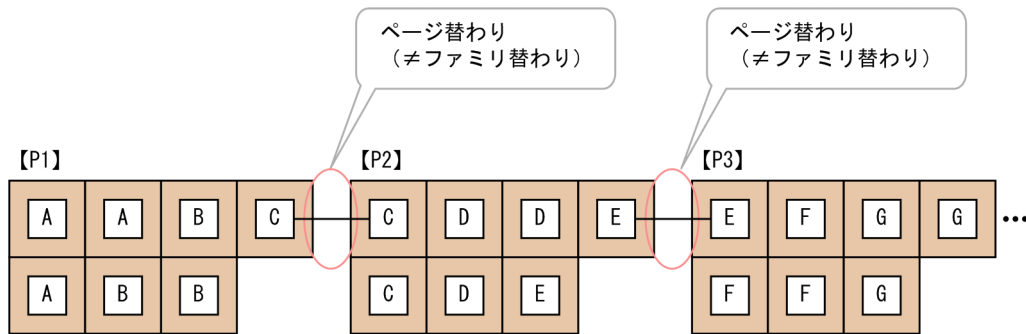 ページ替わり
(≠ファミリ替わり)
ページ替わり
(≠ファミリ替わり)
【P1】
【P2】
【P3】
A A B C C D D E E F G G …
A B B C D E F F G